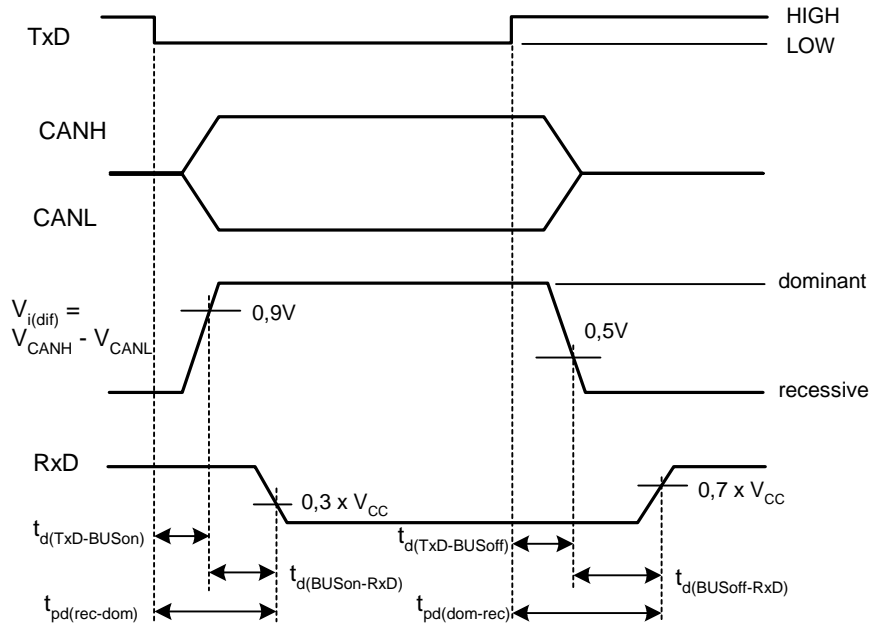 HIGH
TxD
LOW
CANH
CANL
dominant
V_i(dif) =
V_CANH - V_CANL
0,9V
0,5V
recessive
RxD
0,3 x V_CC
0,7 x V_CC
t_d(TxD-BUSon)
t_d(TxD-BUSoff)
t_d(BUSon-RxD)
t_d(BUSoff-RxD)
t_pd(rec-dom)
t_pd(dom-rec)